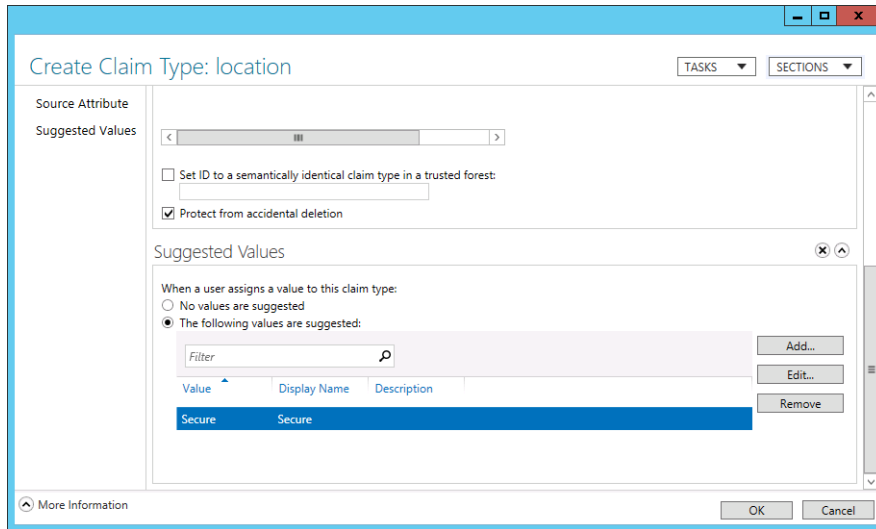 Create Claim Type: location
TASKS
SECTIONS
Source Attribute
Suggested Values
Set ID to a semantically identical claim type in a trusted forest:
Protect from accidental deletion
Suggested Values
When a user assigns a value to this claim type:
No values are suggested
The following values are suggested:
Filter
Add...
Edit...
Remove
Value Display Name Description
Secure Secure
More Information
OK Cancel